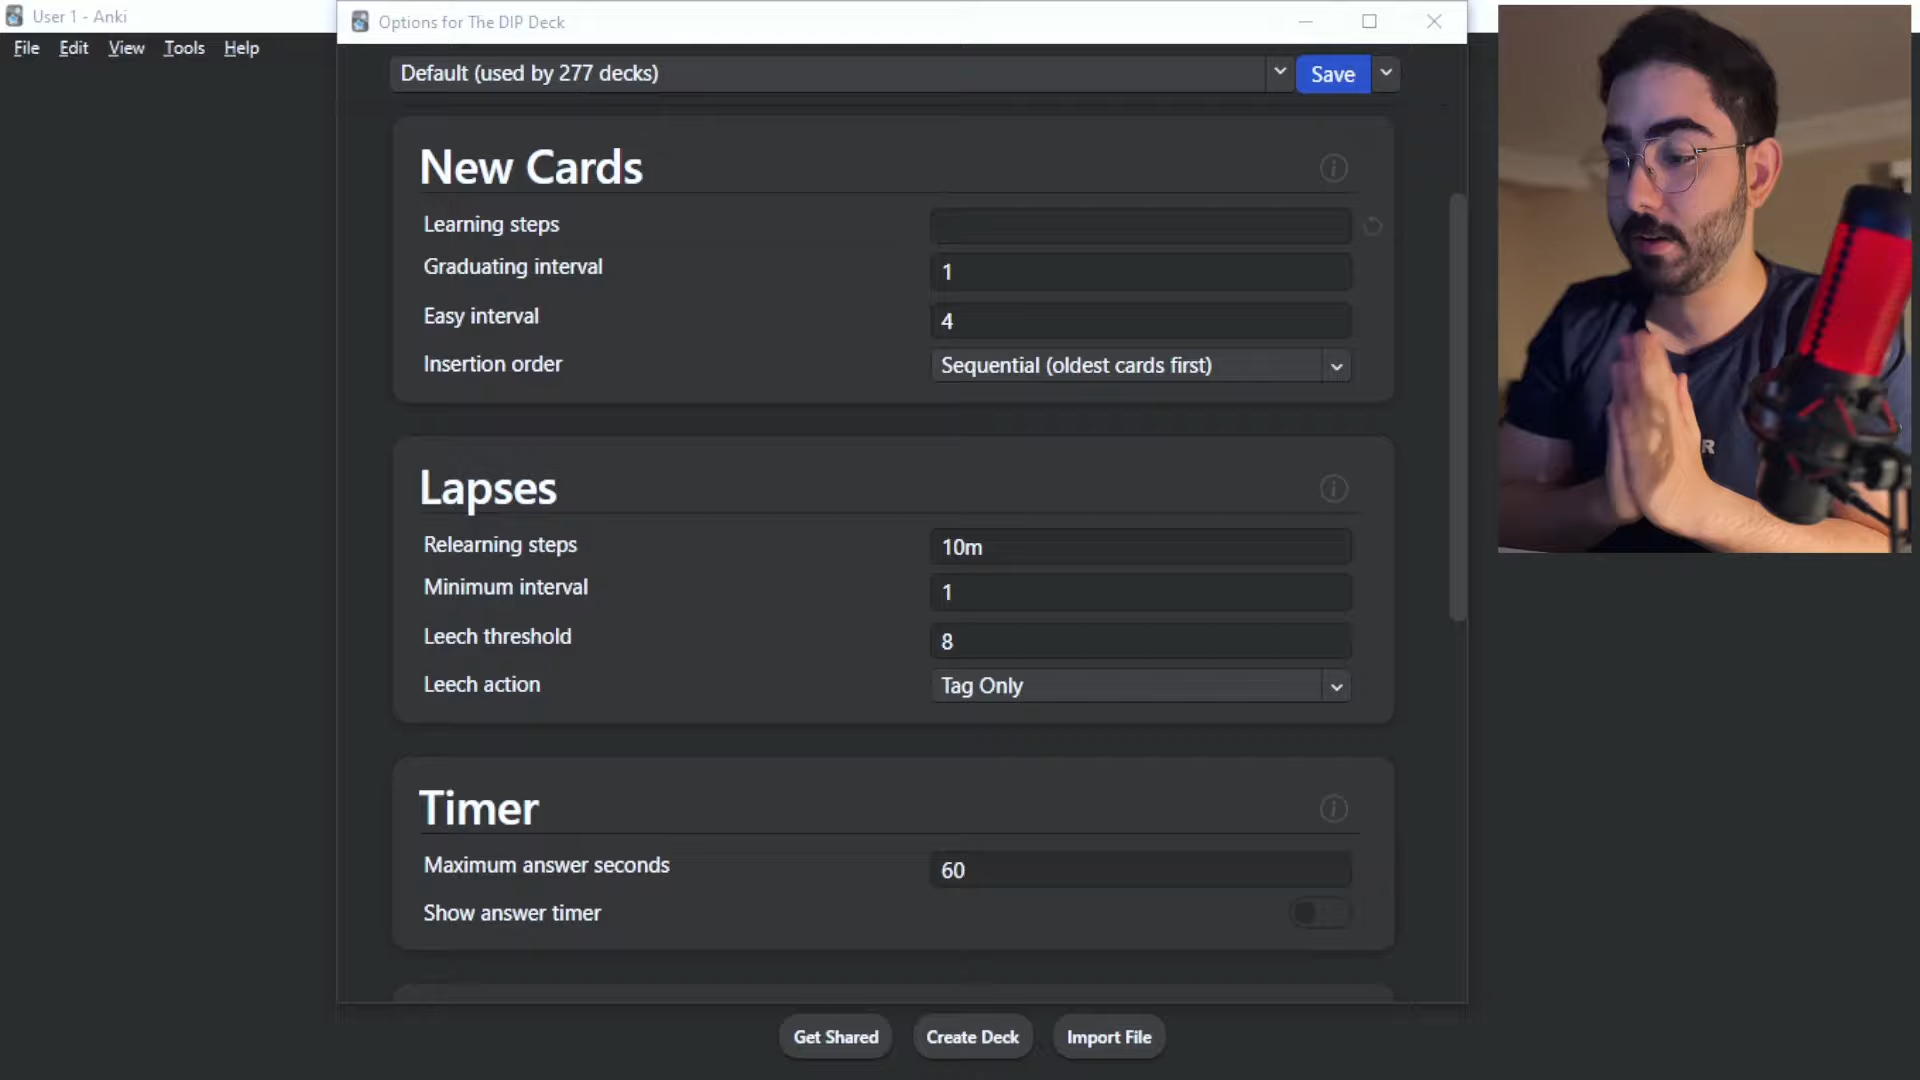 User 1 - Anki
Options for The DIP Deck
File Edit View Tools Help
Default (used by 277 decks)
Save
New Cards
Learning steps
Graduating interval
1
Easy interval
4
Insertion order
Sequential (oldest cards first)
Lapses
Relearning steps
10m
Minimum interval
1
Leech threshold
8
Leech action
Tag Only
Timer
Maximum answer seconds
60
Show answer timer
Get Shared
Create Deck
Import File
R